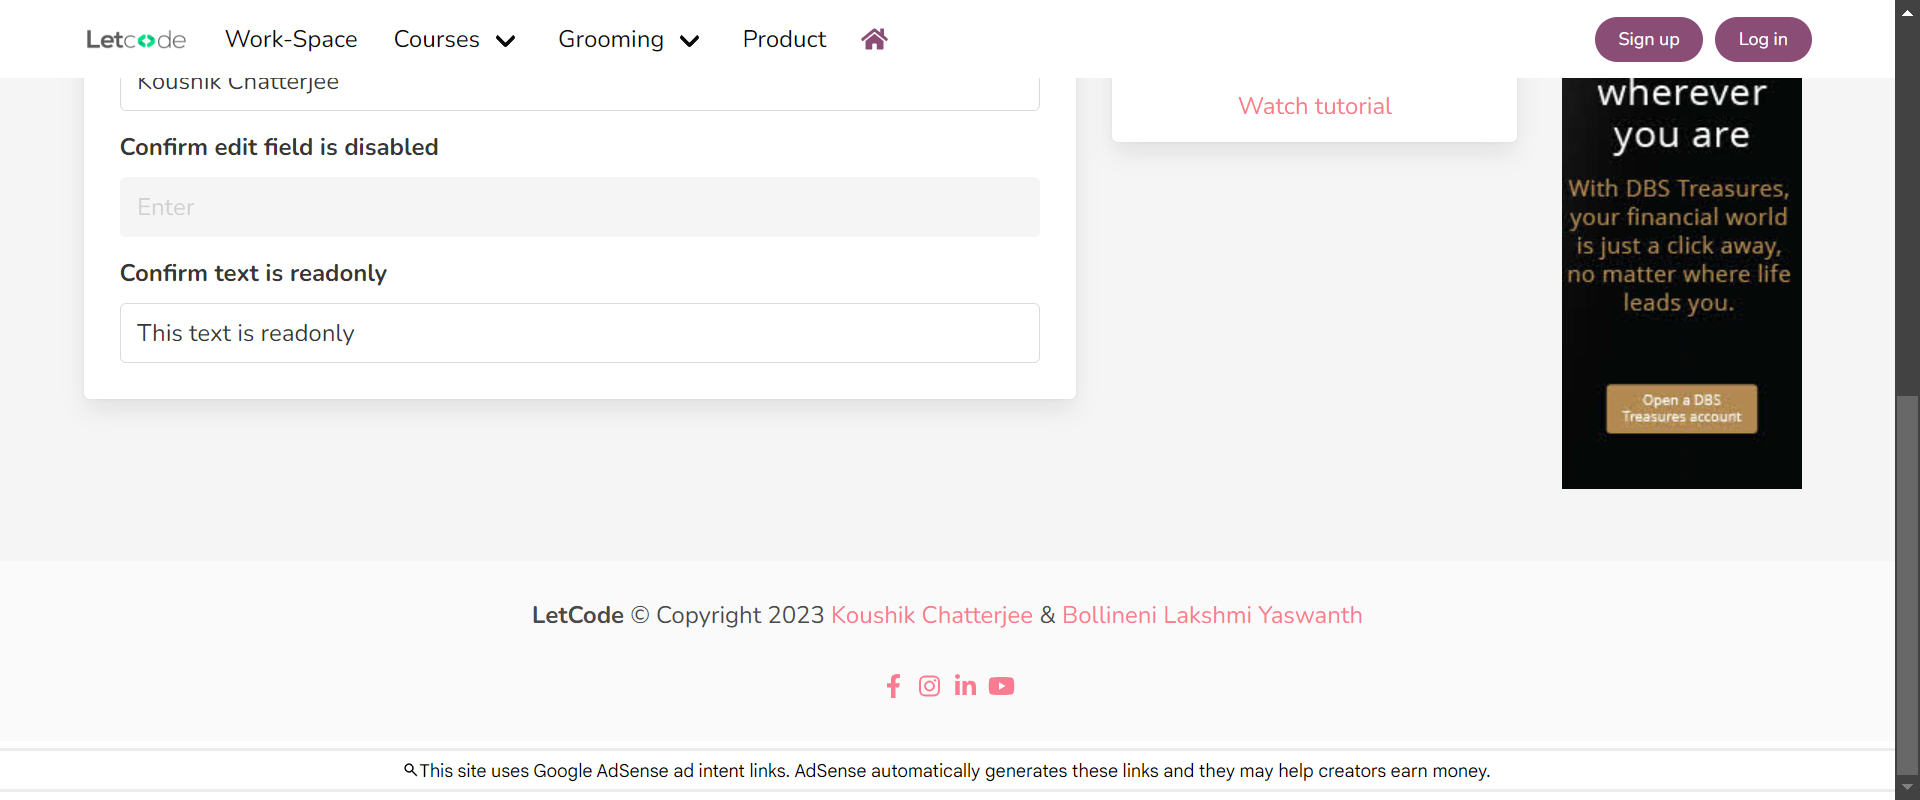 Letcode Work-Space Courses Grooming Product Sign up Log in
Koushik Chatterjee
Confirm edit field is disabled
Enter
Confirm text is readonly
This text is readonly
Watch tutorial
wherever
you are
With DBS Treasures,
your financial world
is just a click away,
no matter where life
leads you.
Open a DBS
Treasures account
LetCode © Copyright 2023 Koushik Chatterjee & Bollineni Lakshmi Yaswanth
This site uses Google AdSense ad intent links. AdSense automatically generates these links and they may help creators earn money.